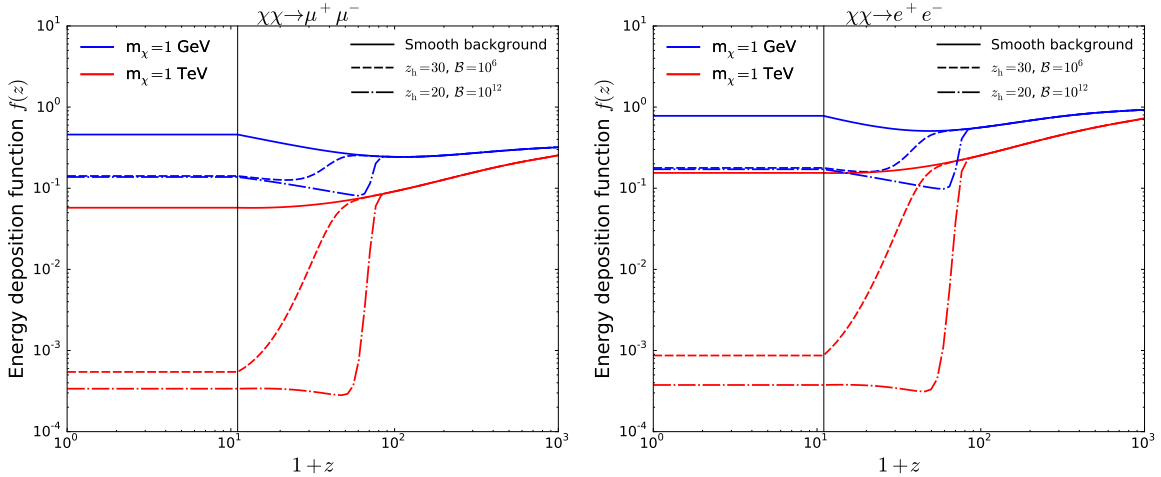 χχ→μ⁺μ⁻
Energy deposition function f(z)
10¹
10⁰
10⁻¹
10⁻²
10⁻³
10⁻⁴
m_χ=1 GeV
m_χ=1 TeV
Smooth background
z_h=30, ℬ=10⁶
z_h=20, ℬ=10¹²
10⁰ 10¹ 10² 10³
1+z
χχ→e⁺e⁻
Energy deposition function f(z)
10¹
10⁰
10⁻¹
10⁻²
10⁻³
10⁻⁴
m_χ=1 GeV
m_χ=1 TeV
Smooth background
z_h=30, ℬ=10⁶
z_h=20, ℬ=10¹²
10⁰ 10¹ 10² 10³
1+z